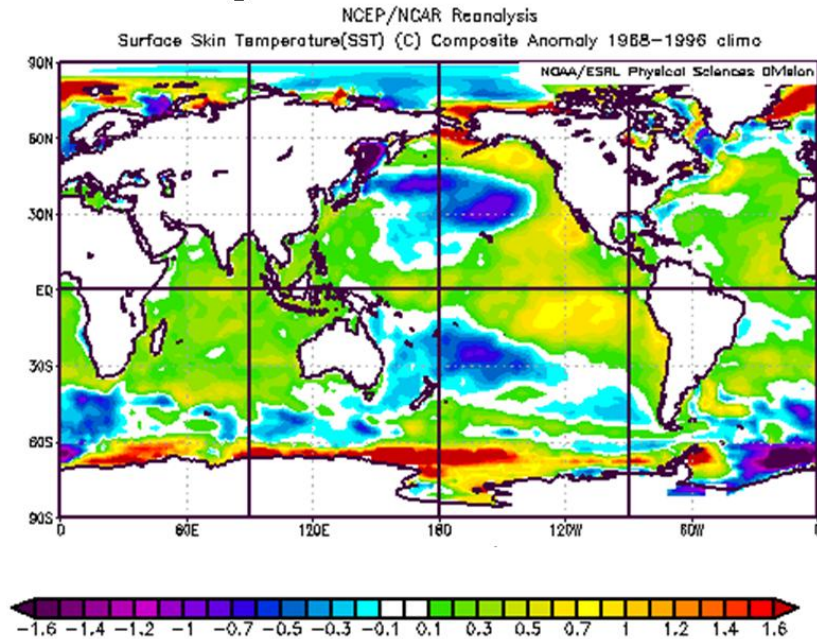 NCEP/NCAR Reanalysis
Surface Skin Temperature(SST) (C) Composite Anomaly 1968-1996 climo
NOAA/ESRL Physical Sciences Division
90N
60N
30N
EQ
30S
60S
90S
0 60E 120E 180 120W 60W 0
-1.6 -1.4 -1.2 -1 -0.7 -0.5 -0.3 -0.1 0.1 0.3 0.5 0.7 1 1.2 1.4 1.6